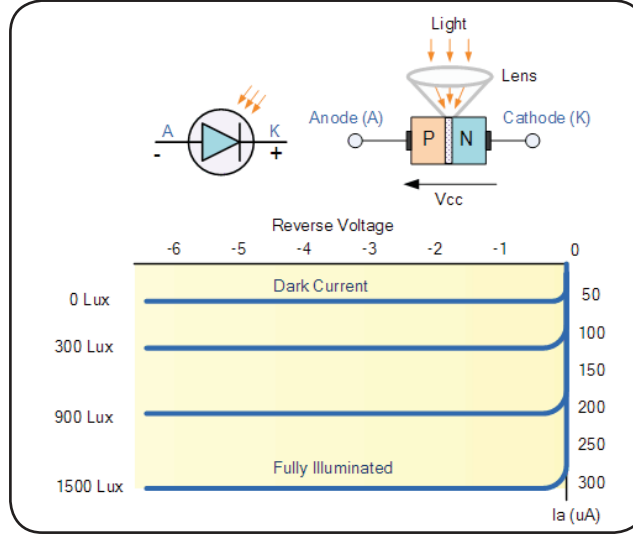 Light
Lens
A K
- +
Anode (A) P N Cathode (K)
Vcc
Reverse Voltage
-6 -5 -4 -3 -2 -1 0
Dark Current
0 Lux 50
100
300 Lux
150
900 Lux 200
250
Fully Illuminated
1500 Lux 300
Ia (uA)